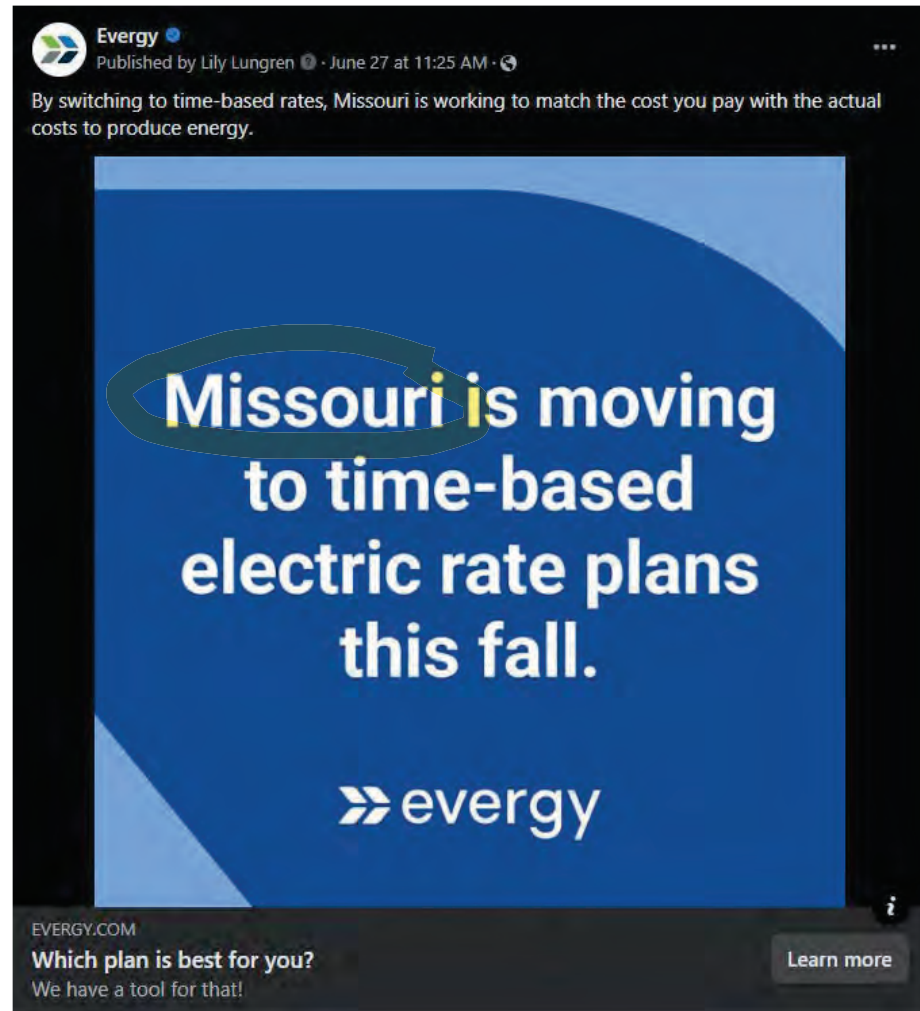 Evergy
Published by Lily Lungren · June 27 at 11:25 AM ·
By switching to time-based rates, Missouri is working to match the cost you pay with the actual
costs to produce energy.
Missouri is moving
to time-based
electric rate plans
this fall.
evergy
EVERGY.COM
Which plan is best for you?
We have a tool for that!
Learn more